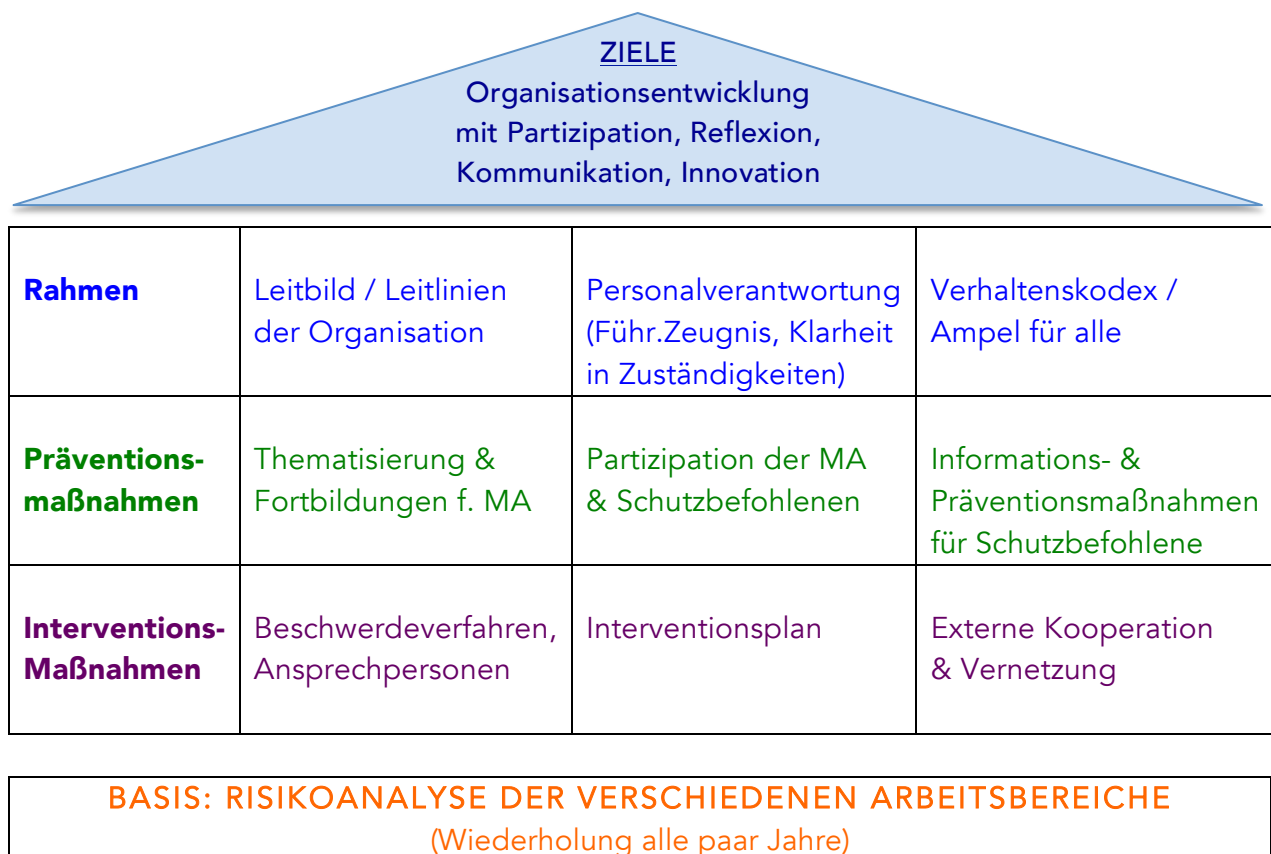 ZIELE
Organisationsentwicklung
mit Partizipation, Reflexion,
Kommunikation, Innovation
Rahmen
Leitbild / Leitlinien
der Organisation
Personalverantwortung
(Führ.Zeugnis, Klarheit
in Zuständigkeiten)
Verhaltenskodex /
Ampel für alle
Präventions-
maßnahmen
Thematisierung &
Fortbildungen f. MA
Partizipation der MA
& Schutzbefohlenen
Informations- &
Präventionsmaßnahmen
für Schutzbefohlene
Interventions-
Maßnahmen
Beschwerdeverfahren,
Ansprechpersonen
Interventionsplan
Externe Kooperation
& Vernetzung
BASIS: RISIKOANALYSE DER VERSCHIEDENEN ARBEITSBEREICHE
(Wiederholung alle paar Jahre)